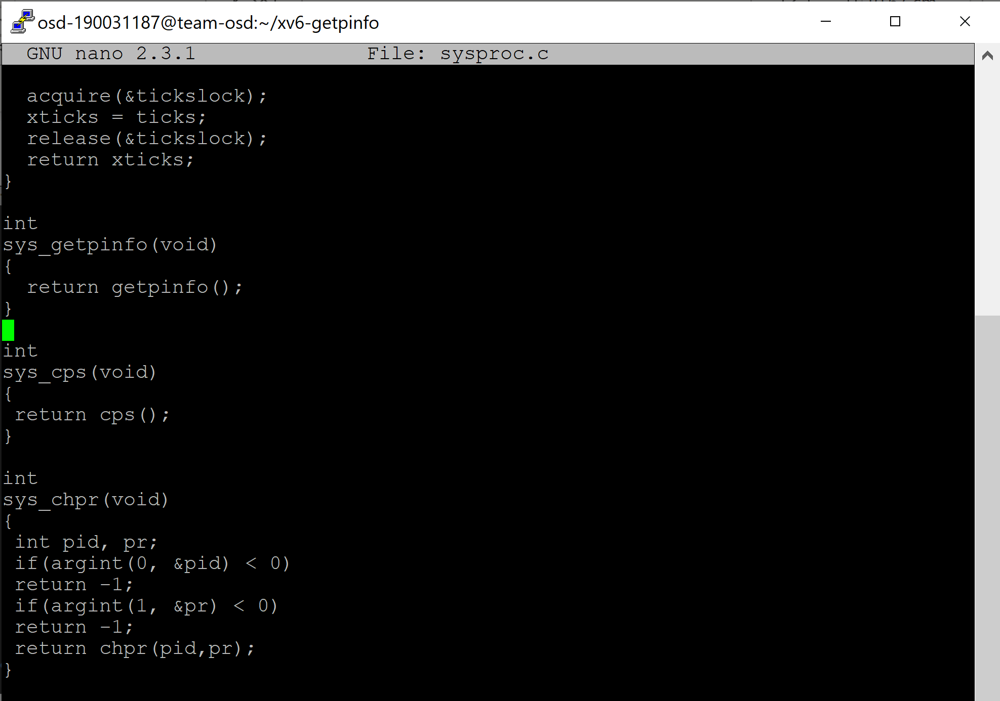 osd-190031187@team-osd:~/xv6-getpinfo
GNU nano 2.3.1 File: sysproc.c
acquire(&tickslock);
xticks = ticks;
release(&tickslock);
return xticks;
}
int
sys_getpinfo(void)
{
return getpinfo();
}
int
sys_cps(void)
{
return cps();
}
int
sys_chpr(void)
{
int pid, pr;
if(argint(0, &pid) < 0)
return -1;
if(argint(1, &pr) < 0)
return -1;
return chpr(pid,pr);
}